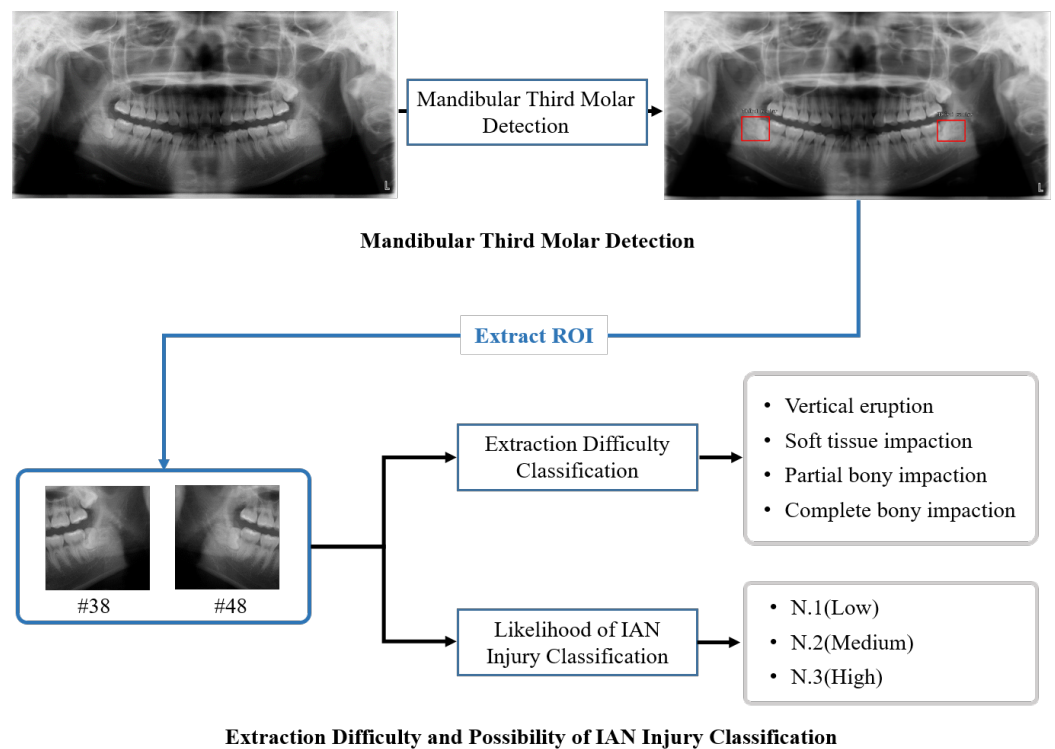 Mandibular Third Molar
Detection
L
L
Mandibular Third Molar Detection
Extract ROI
#38
#48
Extraction Difficulty
Classification
• Vertical eruption
• Soft tissue impaction
• Partial bony impaction
• Complete bony impaction
Likelihood of IAN
Injury Classification
• N.1(Low)
• N.2(Medium)
• N.3(High)
Extraction Difficulty and Possibility of IAN Injury Classification